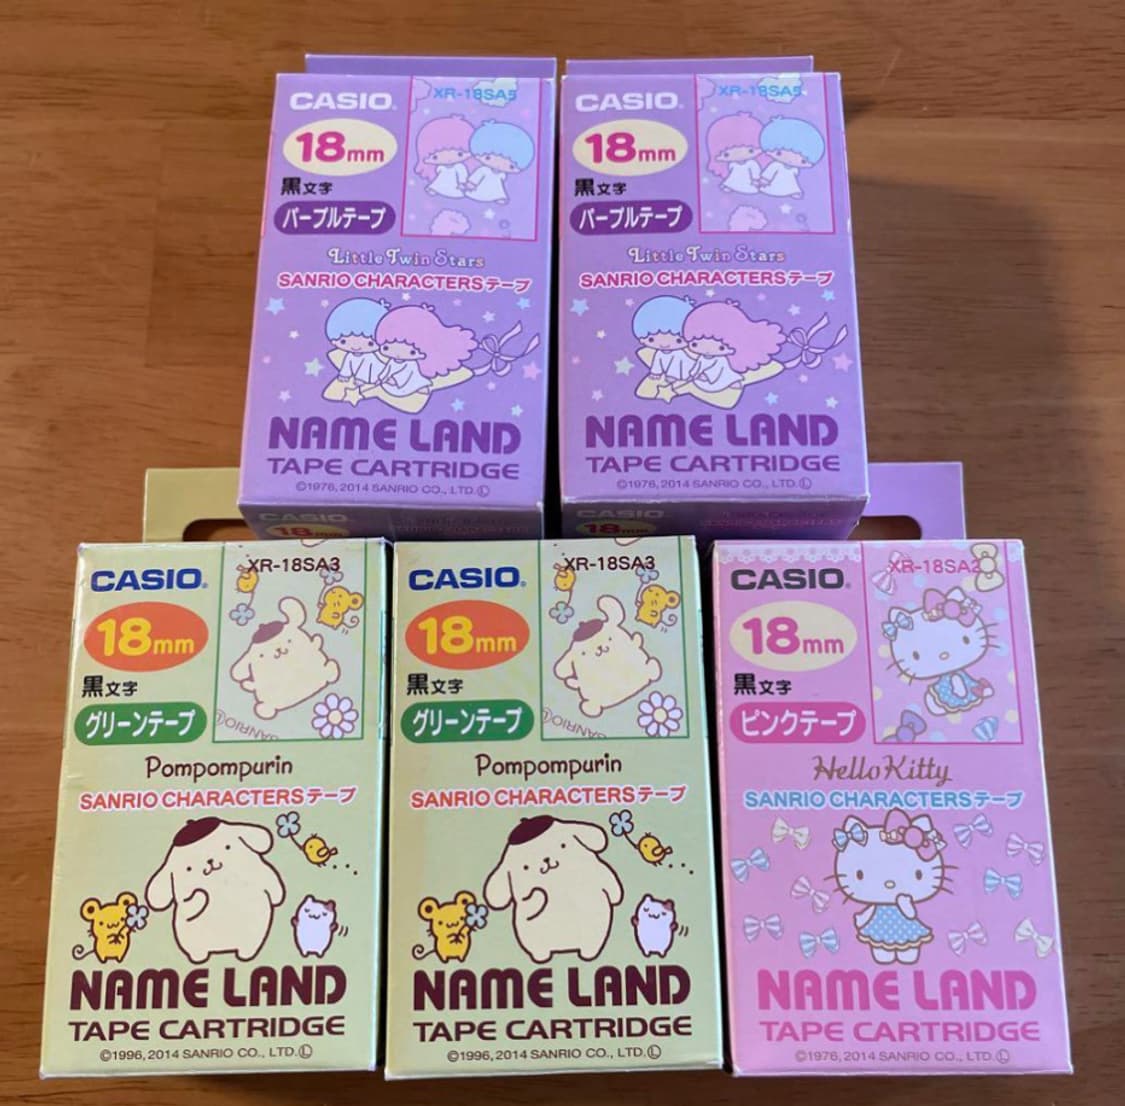 CASIO®
XR-18SA5
18mm
黒文字
パープルテープ
Little Twin Stars
SANRIO CHARACTERSテープ
NAME LAND
TAPE CARTRIDGE
©1976, 2014 SANRIO CO., LTD.Ⓛ
CASIO
18mm
CASIO®
XR-18SA5
18mm
黒文字
パープルテープ
Little Twin Stars
SANRIO CHARACTERSテープ
NAME LAND
TAPE CARTRIDGE
©1976, 2014 SANRIO CO., LTD.Ⓛ
CASIO
18mm
CASIO®
XR-18SA3
18mm
黒文字
グリーンテープ
SANRIO
Pompompurin
SANRIO CHARACTERSテープ
NAME LAND
TAPE CARTRIDGE
©1996, 2014 SANRIO CO., LTD.Ⓛ
CASIO®
XR-18SA3
18mm
黒文字
グリーンテープ
SANRIO
Pompompurin
SANRIO CHARACTERSテープ
NAME LAND
TAPE CARTRIDGE
©1996, 2014 SANRIO CO., LTD.Ⓛ
CASIO®
XR-18SA2
18mm
黒文字
ピンクテープ
Hello Kitty
SANRIO CHARACTERSテープ
NAME LAND
TAPE CARTRIDGE
©1976, 2014 SANRIO CO., LTD.Ⓛ